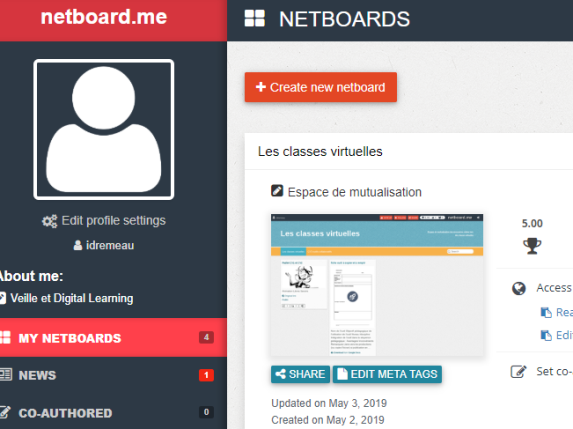 netboard.me
NETBOARDS
Create new netboard
Les classes virtuelles
Espace de mutualisation
Les classes virtuelles
5.00
Edit profile settings
idremeau
About me:
Veille et Digital Learning
Access
Rea
Edi
MY NETBOARDS 4
SHARE EDIT META TAGS
Set co-
NEWS 1
Updated on May 3, 2019
CO-AUTHORED 0
Created on May 2, 2019